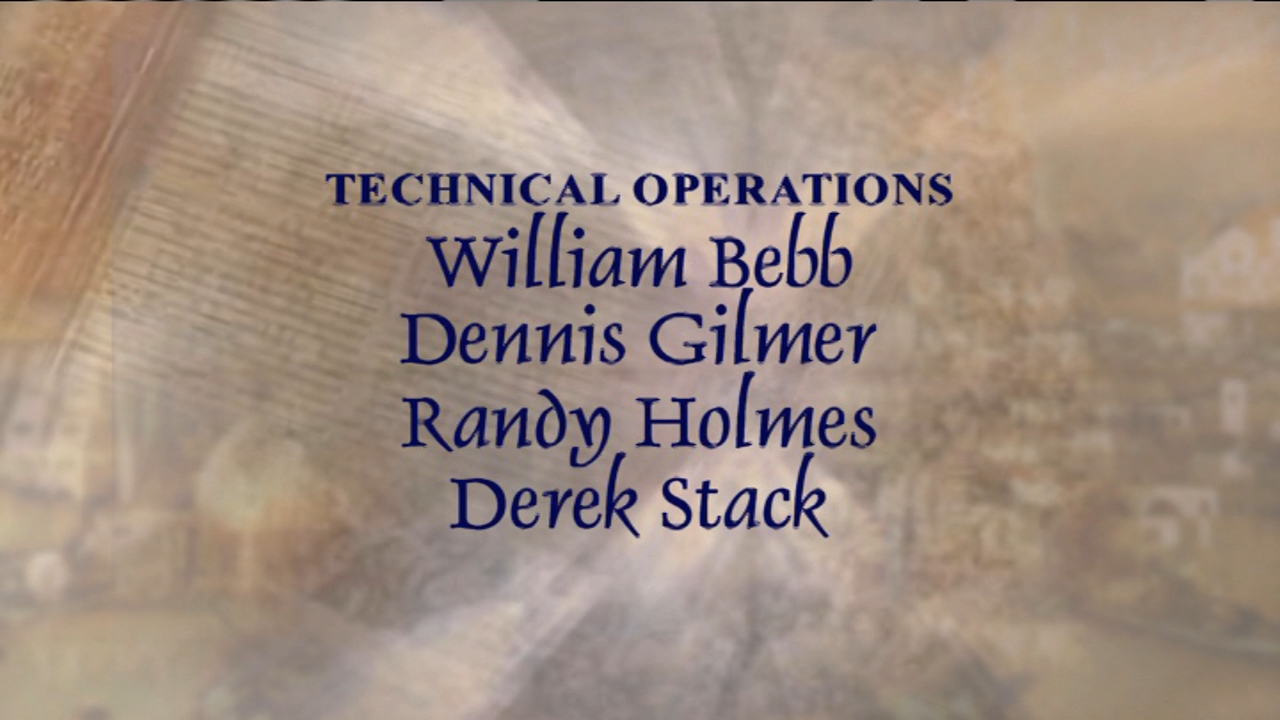 TECHNICAL OPERATIONS
William Bebb
Dennis Gilmer
Randy Holmes
Derek Stack